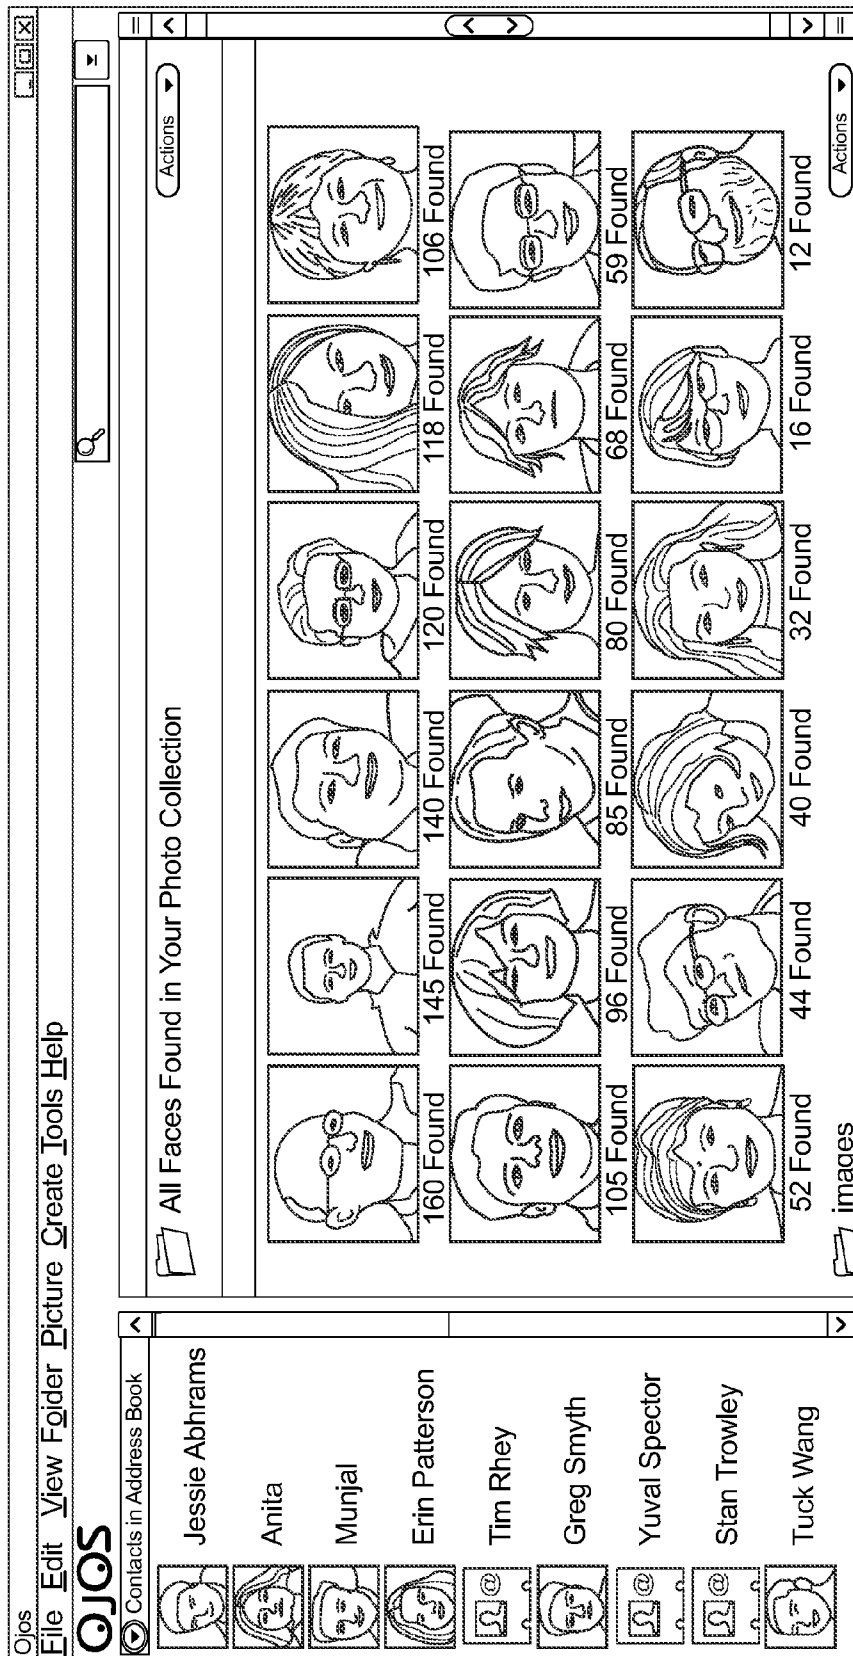 Ojos
File Edit View Folder Picture Create Tools Help
OJOS
Contacts in Address Book
Jessie Abhrams
Anita
Munjal
Erin Patterson
@ Tim Rhey
Greg Smyth
@ Yuval Spector
@ Stan Trowley
Tuck Wang
All Faces Found in Your Photo Collection
Actions
160 Found 145 Found 140 Found 120 Found 118 Found 106 Found
105 Found 96 Found 85 Found 80 Found 68 Found 59 Found
52 Found 44 Found 40 Found 32 Found 16 Found 12 Found
images
Actions